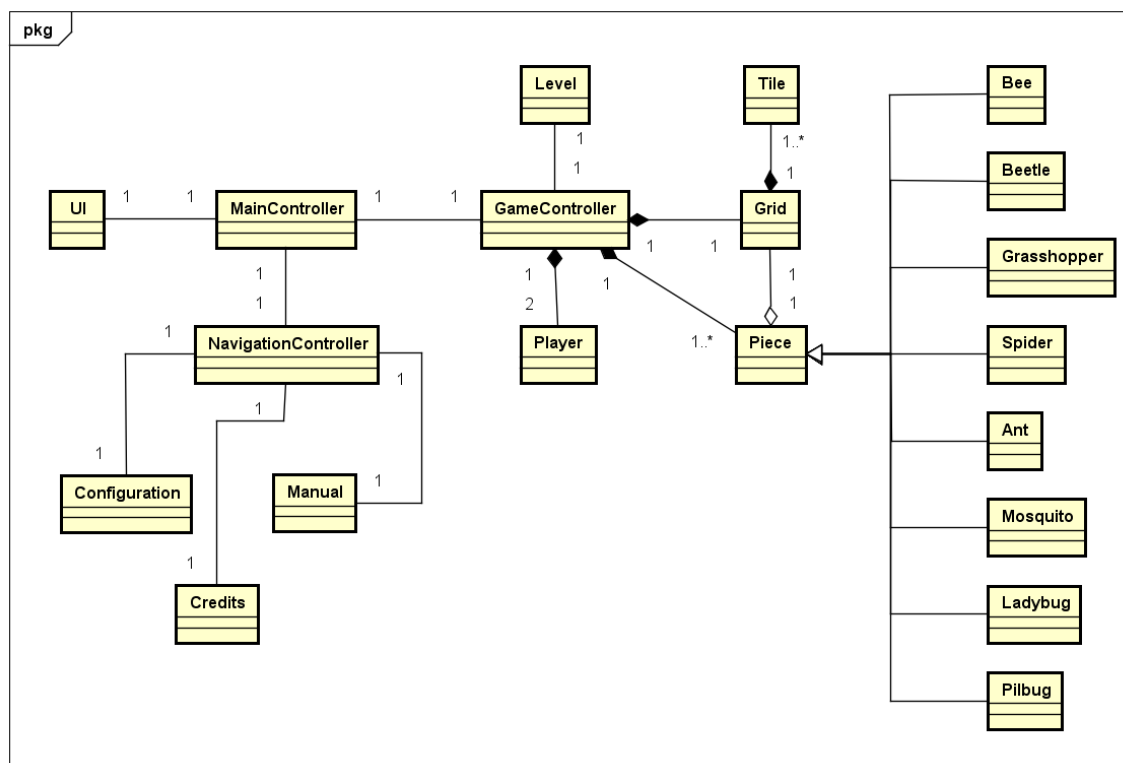 pkg
Level
Tile
Bee
1
1
1..*
1
Beetle
UI
1
1
MainController
1
1
GameController
1
1
Grid
1
1
1
2
1
1
1
Grasshopper
1
NavigationController
1
1
Player
1..*
Piece
Spider
1
1
Ant
1
Configuration
Manual
1
Mosquito
1
Credits
Ladybug
Pilbug